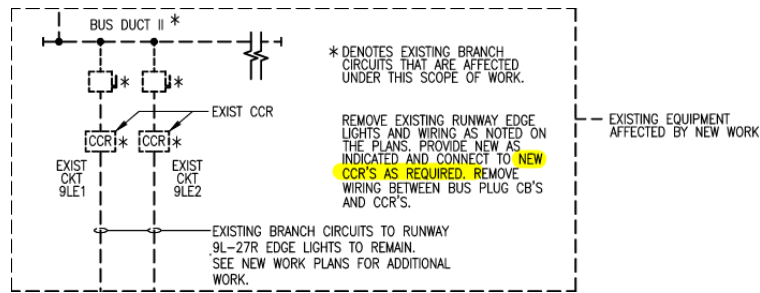 BUS DUCT II *
* DENOTES EXISTING BRANCH
CIRCUITS THAT ARE AFFECTED
UNDER THIS SCOPE OF WORK.
*
*
EXIST CCR
CCR *
CCR *
EXIST
CKT
9LE1
EXIST
CKT
9LE2
REMOVE EXISTING RUNWAY EDGE
LIGHTS AND WIRING AS NOTED ON
THE PLANS. PROVIDE NEW AS
INDICATED AND CONNECT TO NEW
CCR'S AS REQUIRED. REMOVE
WIRING BETWEEN BUS PLUG CB'S
AND CCR'S.
EXISTING EQUIPMENT
AFFECTED BY NEW WORK
EXISTING BRANCH CIRCUITS TO RUNWAY
9L-27R EDGE LIGHTS TO REMAIN.
SEE NEW WORK PLANS FOR ADDITIONAL
WORK.